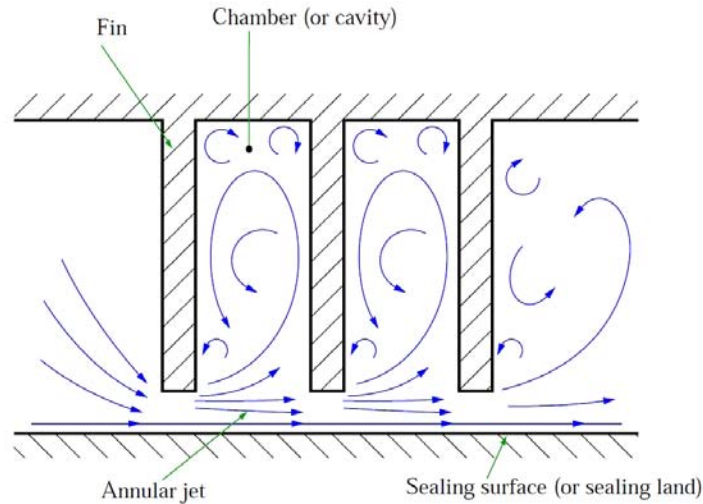 Chamber (or cavity)
Fin
Annular jet
Sealing surface (or sealing land)